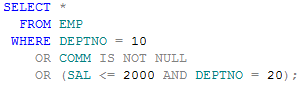 SELECT *
FROM EMP
WHERE DEPTNO = 10
OR COMM IS NOT NULL
OR (SAL <= 2000 AND DEPTNO = 20);